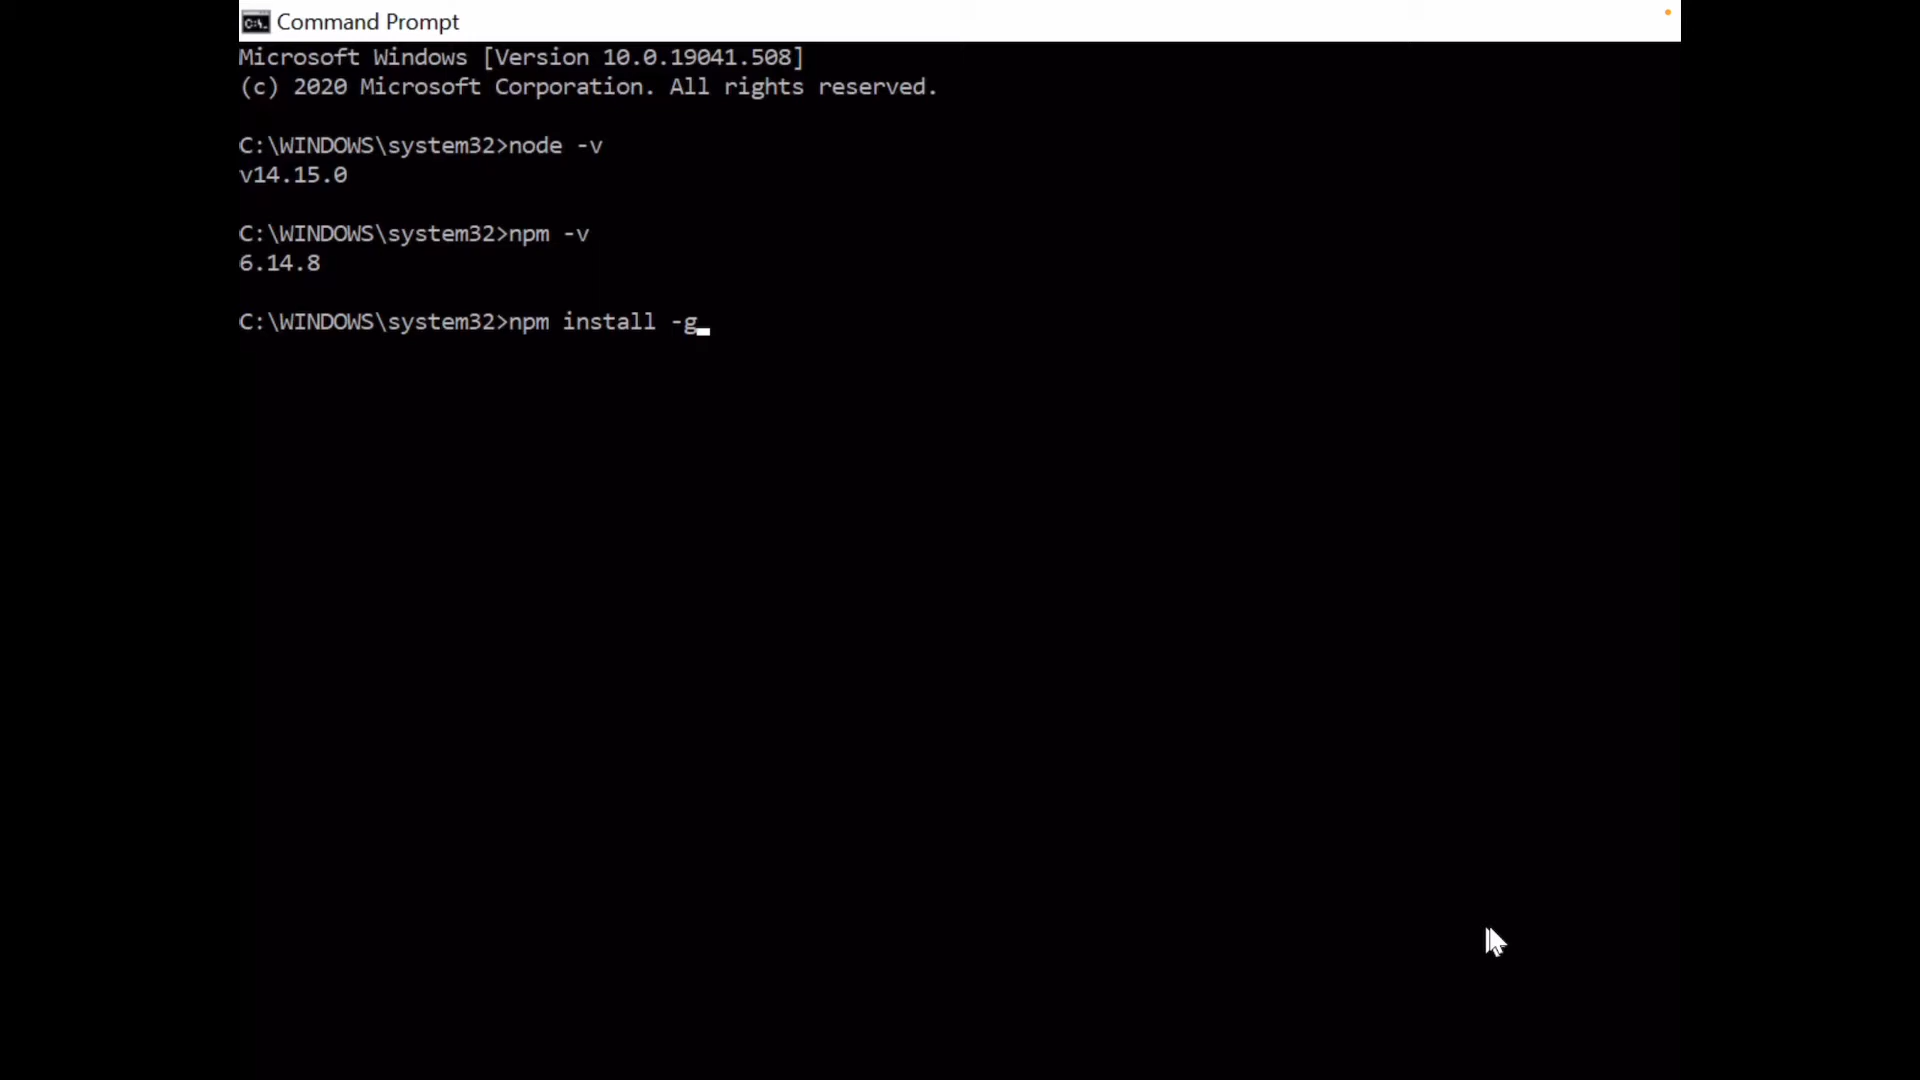 Command Prompt
Microsoft Windows [Version 10.0.19041.508]
(c) 2020 Microsoft Corporation. All rights reserved.
C:\WINDOWS\system32>node -v
v14.15.0
C:\WINDOWS\system32>npm -v
6.14.8
C:\WINDOWS\system32>npm install -g